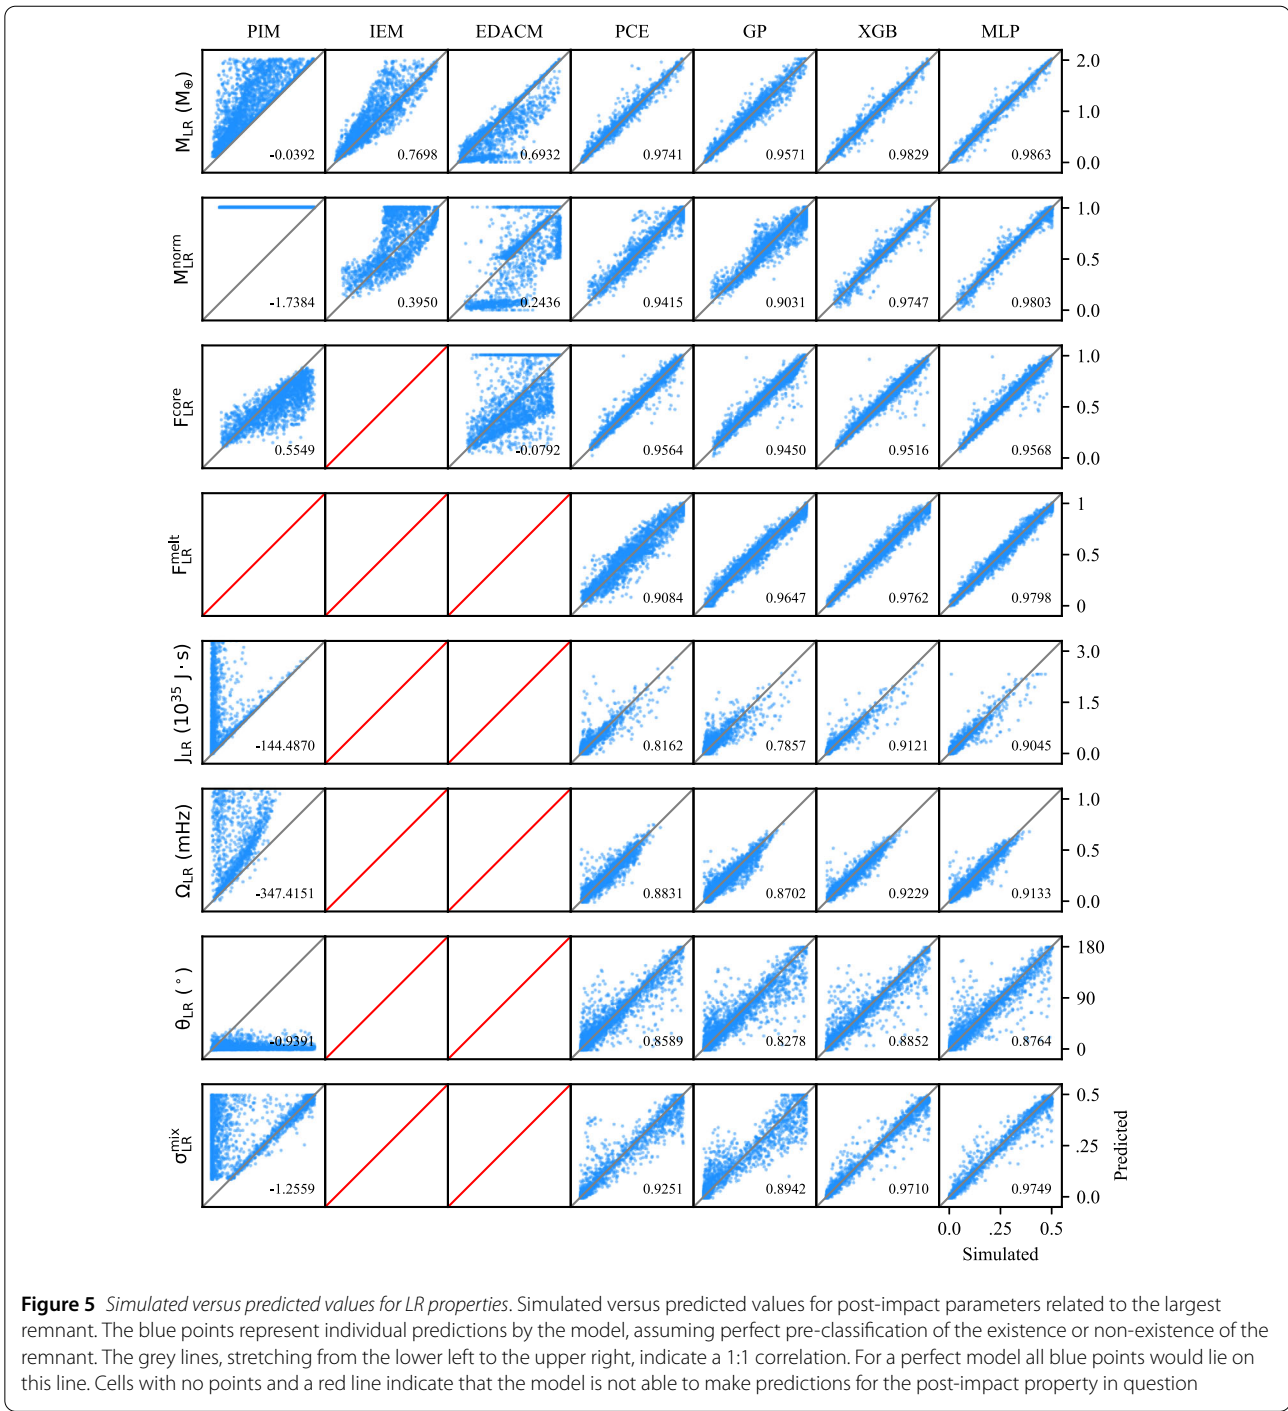 PIM IEM EDACM PCE GP XGB MLP
M_LR (M_⊕) -0.0392 0.7698 0.6932 0.9741 0.9571 0.9829 0.9863 2.0 1.0 0.0
M_LR^norm -1.7384 0.3950 0.2436 0.9415 0.9031 0.9747 0.9803 1.0 0.5 0.0
F_LR^core 0.5549 -0.0792 0.9564 0.9450 0.9516 0.9568 1.0 0.5 0.0
F_LR^melt 0.9084 0.9647 0.9762 0.9798 1 0.5 0
J_LR (10^35 J · s) -144.4870 0.8162 0.7857 0.9121 0.9045 3.0 1.5 0.0
Ω_LR (mHz) -347.4151 0.8831 0.8702 0.9229 0.9133 1.0 0.5 0.0
θ_LR (°) -0.9391 0.8589 0.8278 0.8852 0.8764 180 90 0
σ_LR^mix -1.2559 0.9251 0.8942 0.9710 0.9749 0.5 .25 0.0
Predicted
0.0 .25 0.5
Simulated
Figure 5 Simulated versus predicted values for LR properties. Simulated versus predicted values for post-impact parameters related to the largest
remnant. The blue points represent individual predictions by the model, assuming perfect pre-classification of the existence or non-existence of the
remnant. The grey lines, stretching from the lower left to the upper right, indicate a 1:1 correlation. For a perfect model all blue points would lie on
this line. Cells with no points and a red line indicate that the model is not able to make predictions for the post-impact property in question